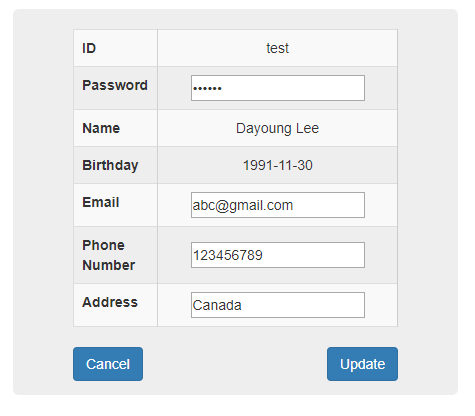 ID test
Password ••••••
Name Dayoung Lee
Birthday 1991-11-30
Email abc@gmail.com
Phone
Number 123456789
Address Canada
Cancel Update